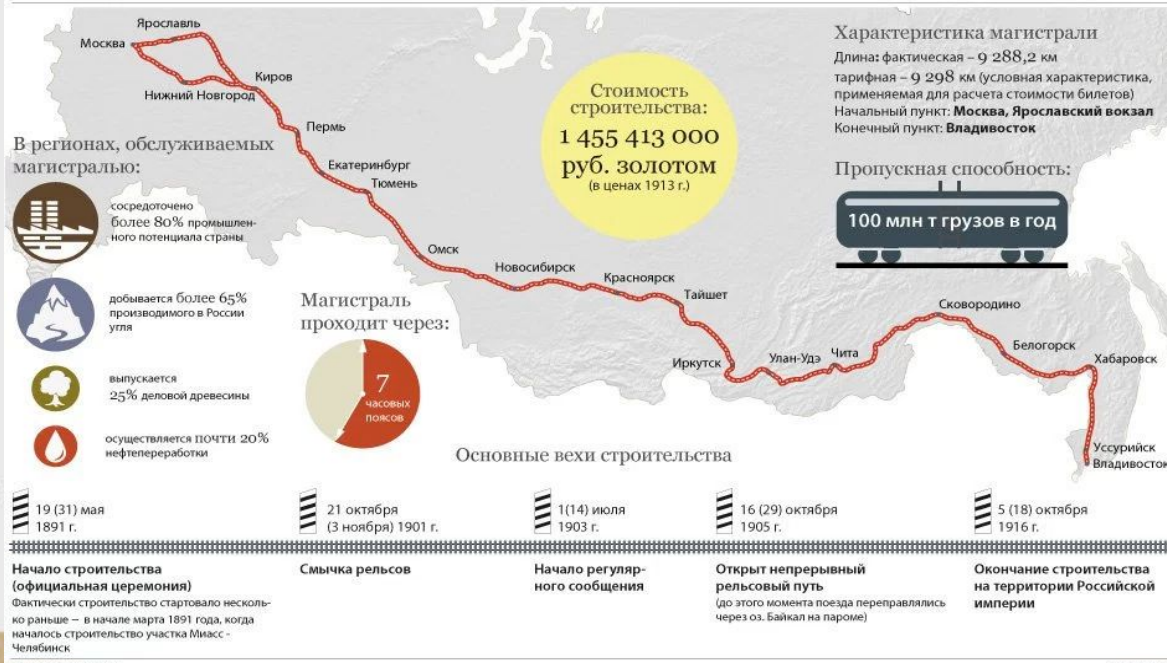 Ярославль
Москва
Киров
Нижний Новгород
Пермь
Екатеринбург
Тюмень
Омск
Новосибирск
Красноярск
Тайшет
Иркутск
Улан-Удэ
Чита
Сковородино
Белогорск
Хабаровск
Уссурийск
Владивосток
Стоимость
строительства:
1 455 413 000
руб. золотом
(в ценах 1913 г.)
Характеристика магистрали
Длина: фактическая – 9 288,2 км
тарифная – 9 298 км (условная характеристика,
применяемая для расчета стоимости билетов)
Начальный пункт: Москва, Ярославский вокзал
Конечный пункт: Владивосток
Пропускная способность:
100 млн т грузов в год
В регионах, обслуживаемых
магистралью:
сосредоточено
более 80% промышлен-
ного потенциала страны
добывается более 65%
производимого в России
угля
выпускается
25% деловой древесины
осуществляется почти 20%
нефтепереработки
Магистраль
проходит через:
7
часовых
поясов
Основные вехи строительства
19 (31) мая
1891 г.
Начало строительства
(официальная церемония)
Фактически строительство стартовало несколь-
ко раньше – в начале марта 1891 года, когда
началось строительство участка Миасс -
Челябинск
21 октября
(3 ноября) 1901 г.
Смычка рельсов
1(14) июля
1903 г.
Начало регуляр-
ного сообщения
16 (29) октября
1905 г.
Открыт непрерывный
рельсовый путь
(до этого момента поезда переправлялись
через оз. Байкал на пароме)
5 (18) октября
1916 г.
Окончание строительства
на территории Российской
империи